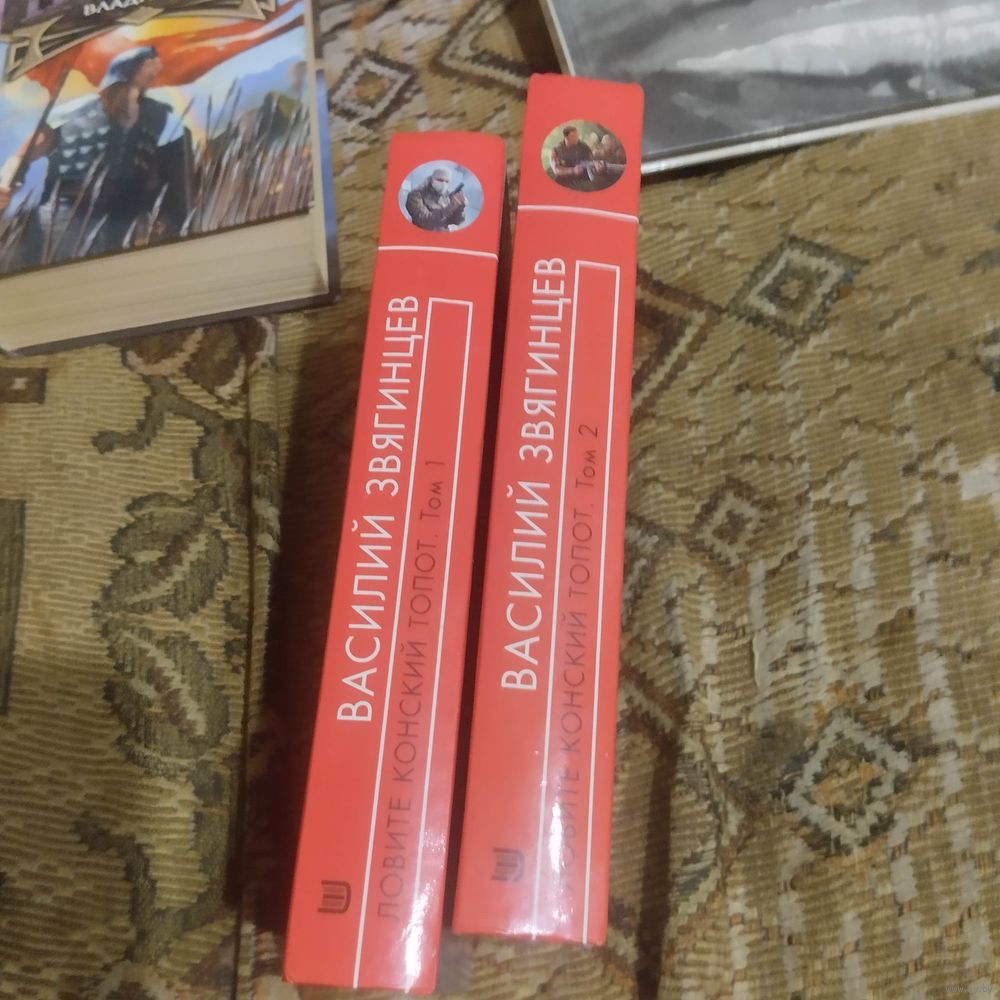 ВАСИЛИЙ ЗВЯГИНЦЕВ
ЛОВИТЕ КОНСКИЙ ТОПОТ. Том 1
ВАСИЛИЙ ЗВЯГИНЦЕВ
ЛОВИТЕ КОНСКИЙ ТОПОТ. Том 2